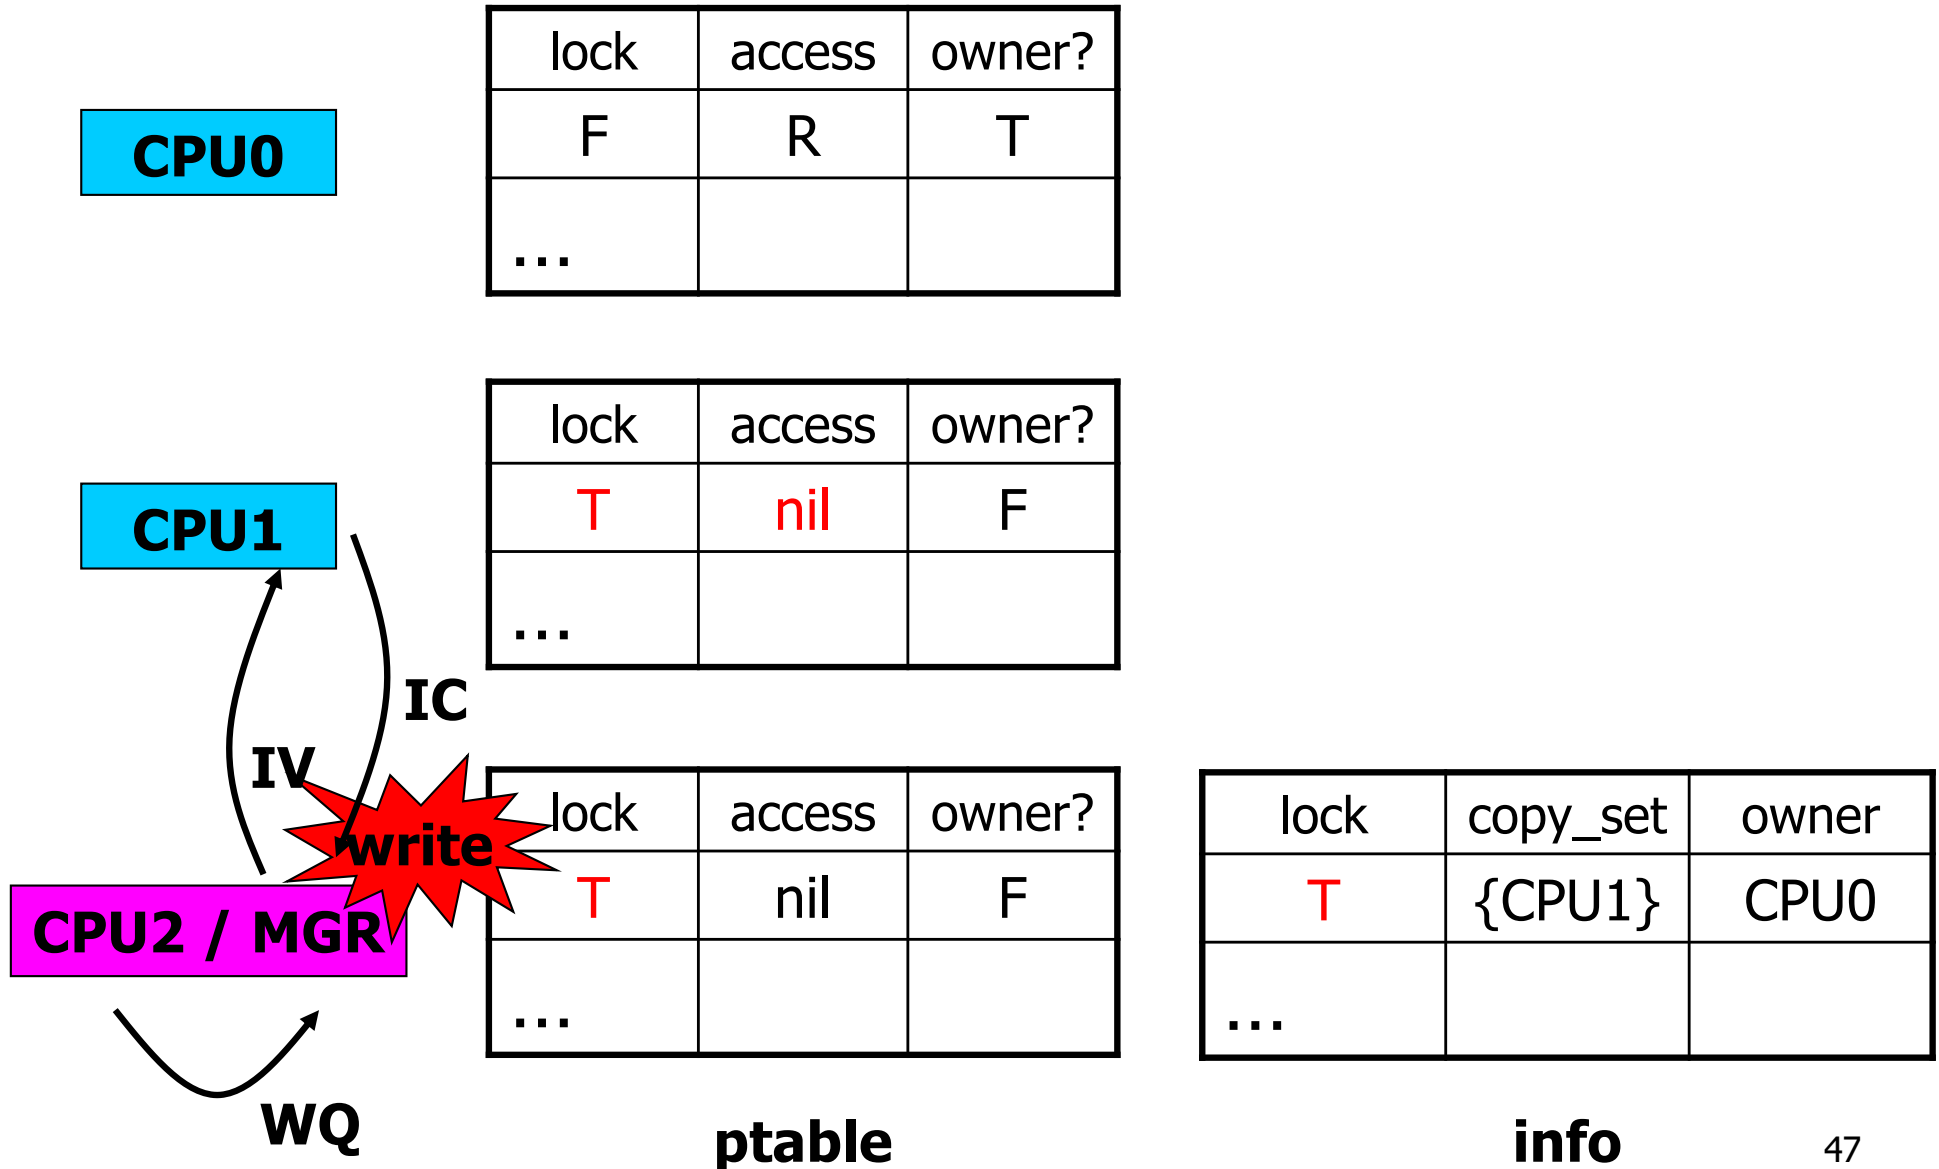 lock access owner?
CPU0 F R T
...
lock access owner?
CPU1 T nil F
...
IC
IV
write lock access owner?
lock copy_set owner
CPU2 / MGR T nil F
T {CPU1} CPU0
...
...
WQ
ptable
info
47